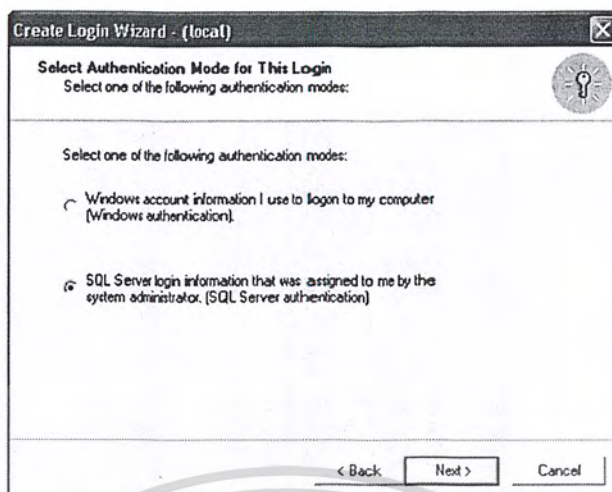 Create Login Wizard - (local)
Select Authentication Mode for This Login
Select one of the following authentication modes:
Select one of the following authentication modes:
Windows account information I use to logon to my computer
(Windows authentication).
SQL Server login information that was assigned to me by the
system administrator. (SQL Server authentication)
< Back Next > Cancel